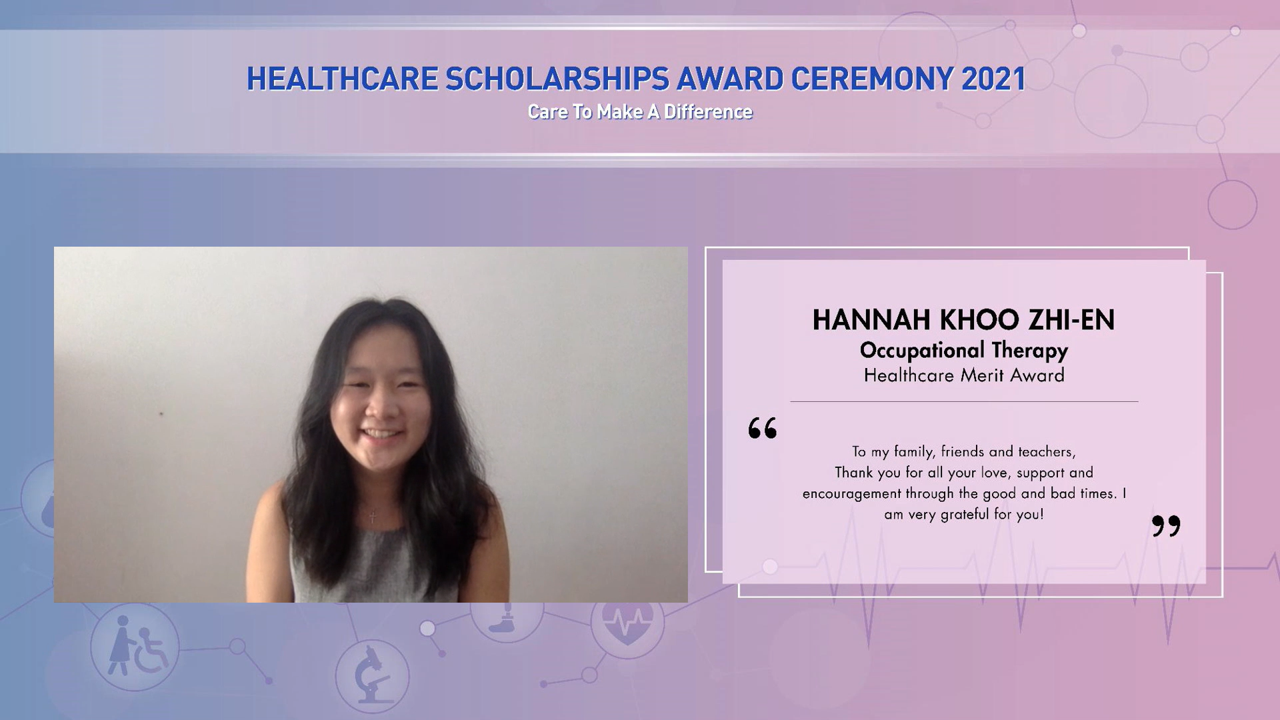 HEALTHCARE SCHOLARSHIPS AWARD CEREMONY 2021
Care To Make A Difference
HANNAH KHOO ZHI-EN
Occupational Therapy
Healthcare Merit Award
“
To my family, friends and teachers,
Thank you for all your love, support and
encouragement through the good and bad times. I
am very grateful for you!
”